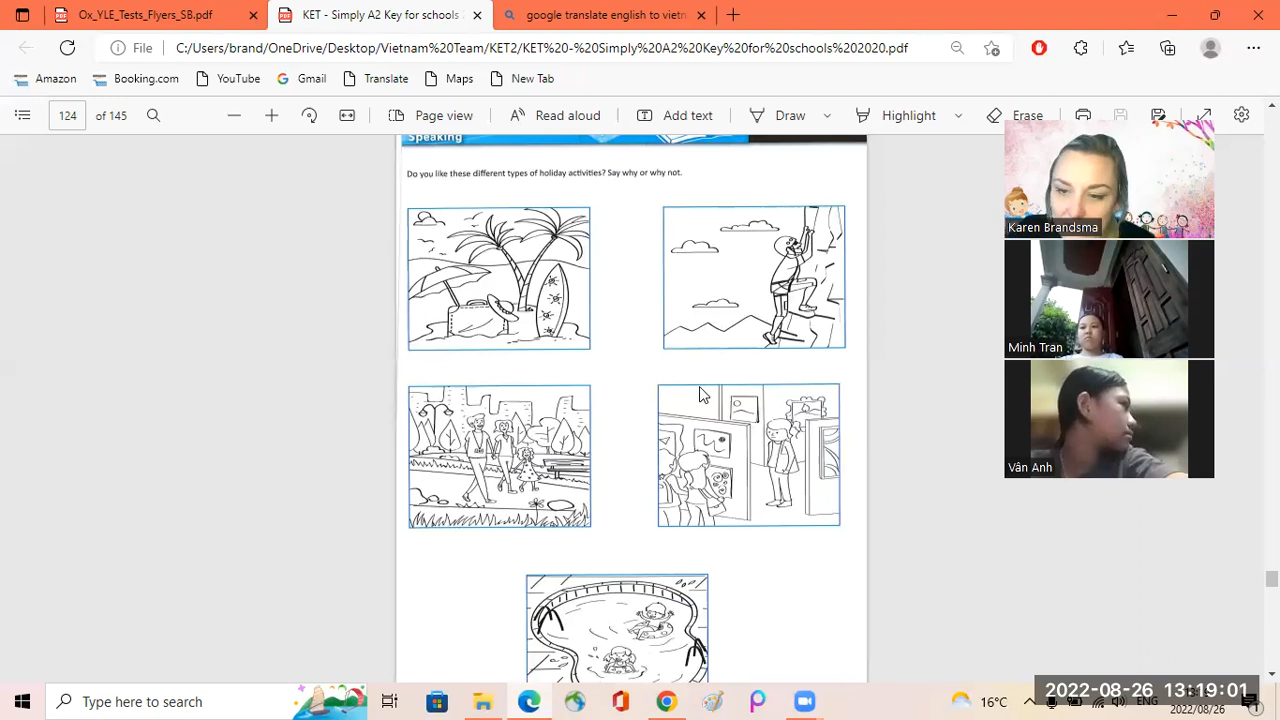 Ox_YLE_Tests_Flyers_SB.pdf
KET - Simply A2 Key for schools
google translate english to vietn
File
C:/Users/brand/OneDrive/Desktop/Vietnam%20Team/KET2/KET%20-%20Simply%20A2%20Key%20for%20schools%202020.pdf
Amazon
Booking.com
YouTube
Gmail
Translate
Maps
New Tab
124 of 145
Page view
Read aloud
Add text
Draw
Highlight
Erase
Speaking
Do you like these different types of holiday activities? Say why or why not.
Karen Brandsma
Minh Tran
Vân Anh
Type here to search
16°C
ENG
2022-08-26 13:19:01
2022/08/26